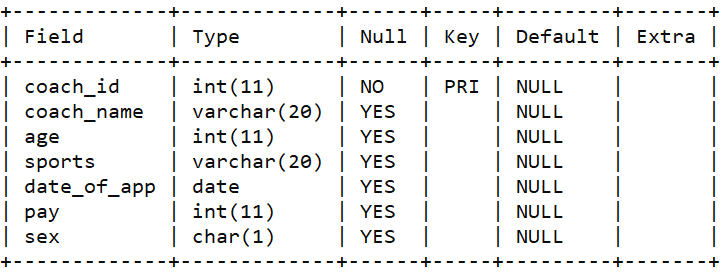 +-------------+-------------+------+-----+---------+-------+
| Field       | Type        | Null | Key | Default | Extra |
+-------------+-------------+------+-----+---------+-------+
| coach_id    | int(11)     | NO   | PRI | NULL    |       |
| coach_name  | varchar(20) | YES  |     | NULL    |       |
| age         | int(11)     | YES  |     | NULL    |       |
| sports      | varchar(20) | YES  |     | NULL    |       |
| date_of_app | date        | YES  |     | NULL    |       |
| pay         | int(11)     | YES  |     | NULL    |       |
| sex         | char(1)     | YES  |     | NULL    |       |
+-------------+-------------+------+-----+---------+-------+